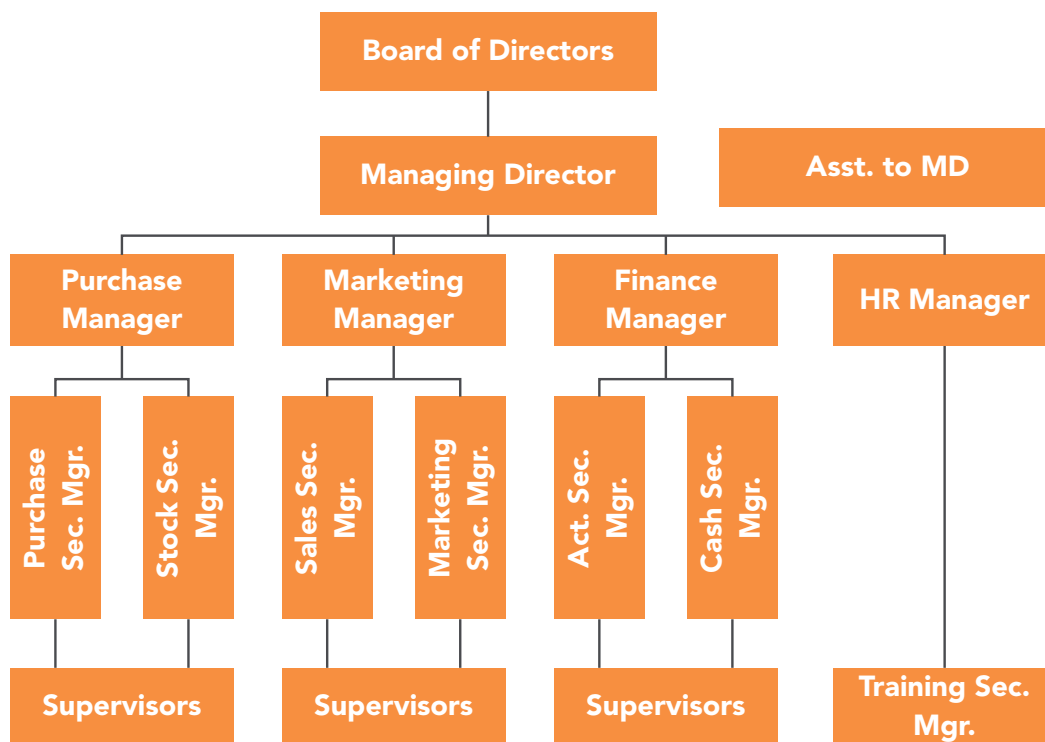 Board of Directors
Managing Director
Asst. to MD
Purchase
Manager
Marketing
Manager
Finance
Manager
HR Manager
Purchase
Sec. Mgr.
Stock Sec.
Mgr.
Sales Sec.
Mgr.
Marketing
Sec. Mgr.
Act. Sec.
Mgr.
Cash Sec.
Mgr.
Supervisors
Supervisors
Supervisors
Training Sec.
Mgr.